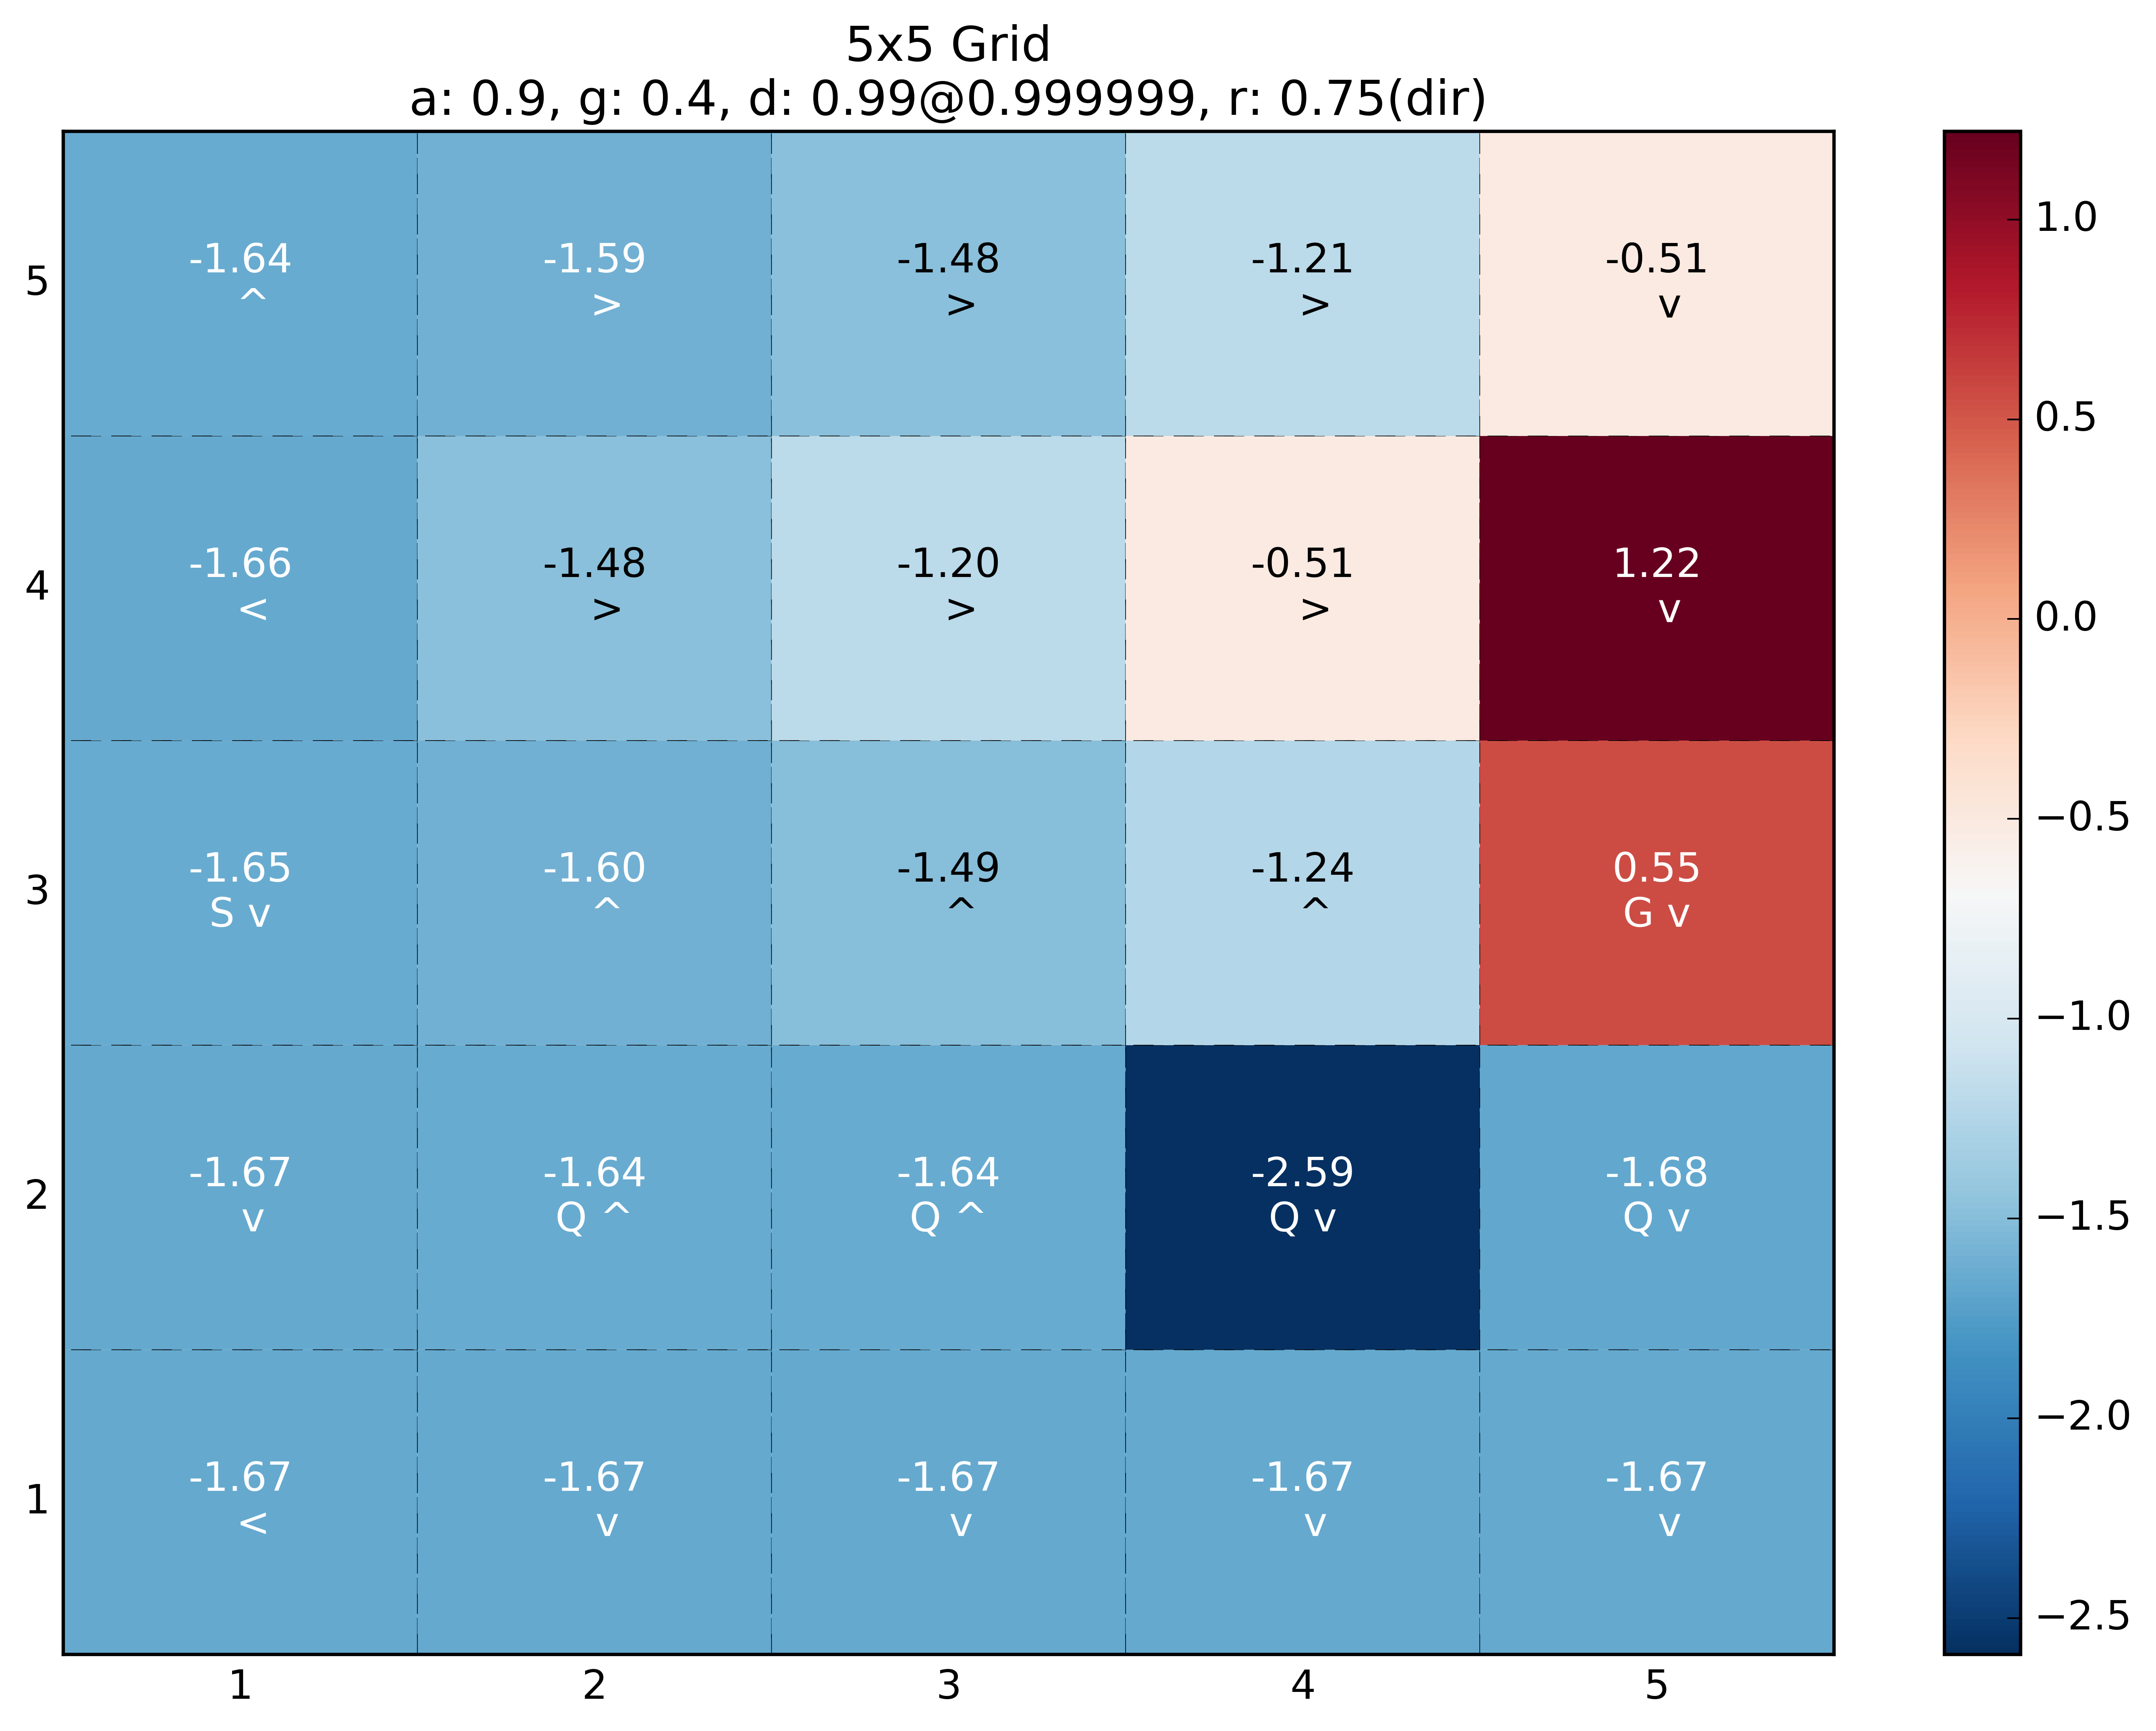 5x5 Grid
a: 0.9, g: 0.4, d: 0.99@0.999999, r: 0.75(dir)
5 -1.64 -1.59 -1.48 -1.21 -0.51
^ > > > v
4 -1.66 -1.48 -1.20 -0.51 1.22
< > > > v
3 -1.65 -1.60 -1.49 -1.24 0.55
S v ^ ^ ^ G v
2 -1.67 -1.64 -1.64 -2.59 -1.68
v Q ^ Q ^ Q v Q v
1 -1.67 -1.67 -1.67 -1.67 -1.67
< v v v v
1 2 3 4 5
1.0
0.5
0.0
−0.5
−1.0
−1.5
−2.0
−2.5